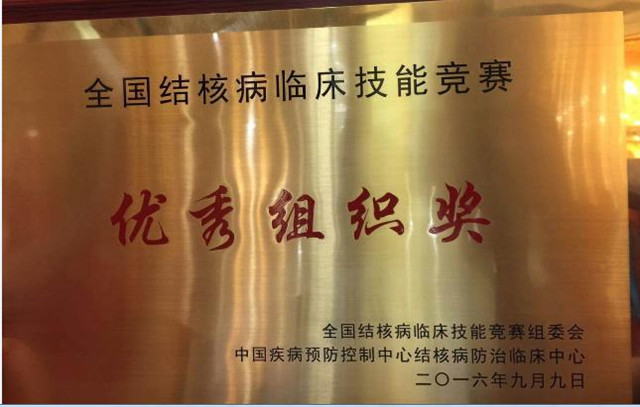 全国结核病临床技能竞赛
优秀组织奖
全国结核病临床技能竞赛组委会
中国疾病预防控制中心结核病防治临床中心
二〇一六年九月九日